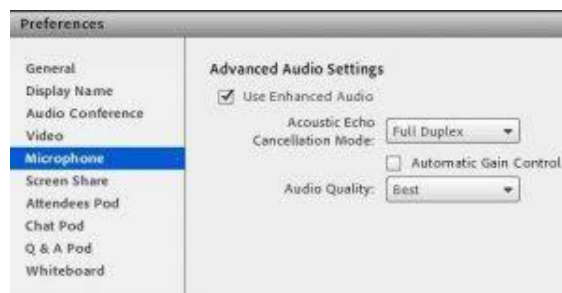 Preferences
General
Display Name
Audio Conference
Video
Microphone
Screen Share
Attendees Pod
Chat Pod
Q & A Pod
Whiteboard
Advanced Audio Settings
Use Enhanced Audio
Acoustic Echo
Cancellation Mode: Full Duplex
Automatic Gain Control
Audio Quality: Best